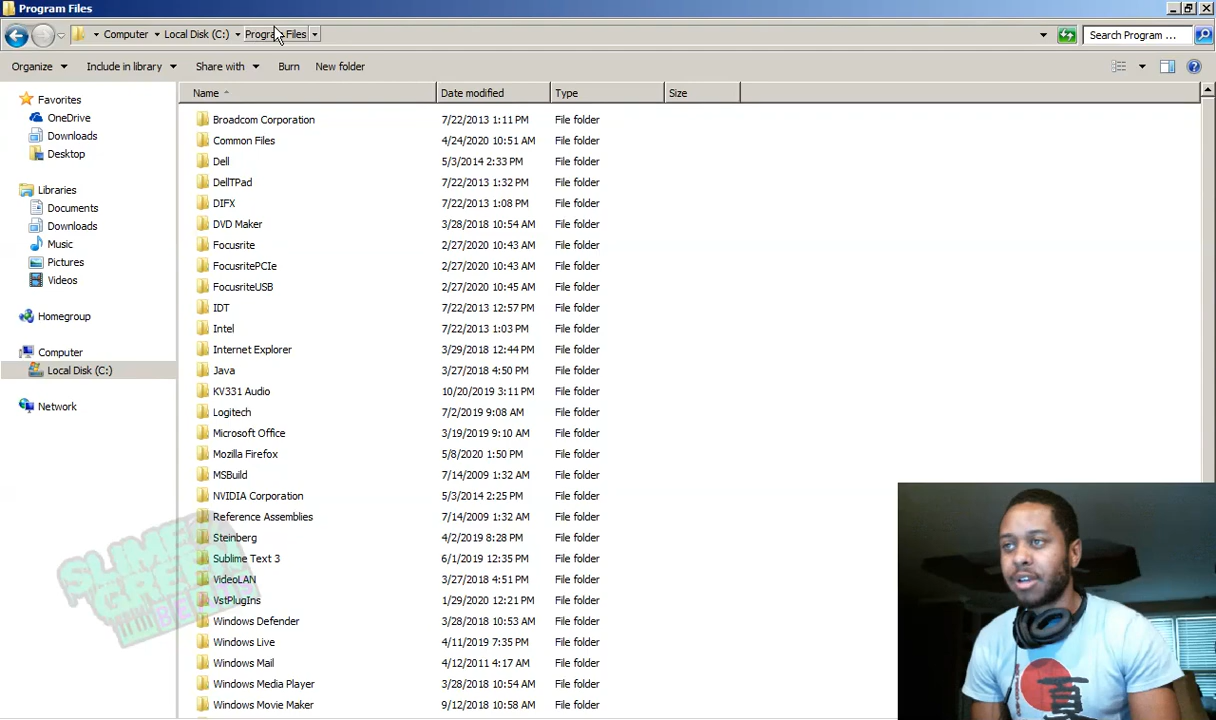 Program Files
Computer Local Disk (C:) Program Files Search Program ...
Organize Include in library Share with Burn New folder
Favorites
OneDrive
Downloads
Desktop
Libraries
Documents
Downloads
Music
Pictures
Videos
Homegroup
Computer
Local Disk (C:)
Network
Name Date modified Type Size
Broadcom Corporation 7/22/2013 1:11 PM File folder
Common Files 4/24/2020 10:51 AM File folder
Dell 5/3/2014 2:33 PM File folder
DellTPad 7/22/2013 1:32 PM File folder
DIFX 7/22/2013 1:08 PM File folder
DVD Maker 3/28/2018 10:54 AM File folder
Focusrite 2/27/2020 10:43 AM File folder
FocusritePCIe 2/27/2020 10:43 AM File folder
FocusriteUSB 2/27/2020 10:45 AM File folder
IDT 7/22/2013 12:57 PM File folder
Intel 7/22/2013 1:03 PM File folder
Internet Explorer 3/29/2018 12:44 PM File folder
Java 3/27/2018 4:50 PM File folder
KV331 Audio 10/20/2019 3:11 PM File folder
Logitech 7/2/2019 9:08 AM File folder
Microsoft Office 3/19/2019 9:10 AM File folder
Mozilla Firefox 5/8/2020 1:50 PM File folder
MSBuild 7/14/2009 1:32 AM File folder
NVIDIA Corporation 5/3/2014 2:25 PM File folder
Reference Assemblies 7/14/2009 1:32 AM File folder
Steinberg 4/2/2019 8:28 PM File folder
Sublime Text 3 6/1/2019 12:35 PM File folder
VideoLAN 3/27/2018 4:51 PM File folder
VstPlugIns 1/29/2020 12:21 PM File folder
Windows Defender 3/28/2018 10:53 AM File folder
Windows Live 4/11/2019 7:35 PM File folder
Windows Mail 4/12/2011 4:17 AM File folder
Windows Media Player 3/28/2018 10:54 AM File folder
Windows Movie Maker 9/12/2018 10:58 AM File folder
SLIME
GREEN
BEATS
夏